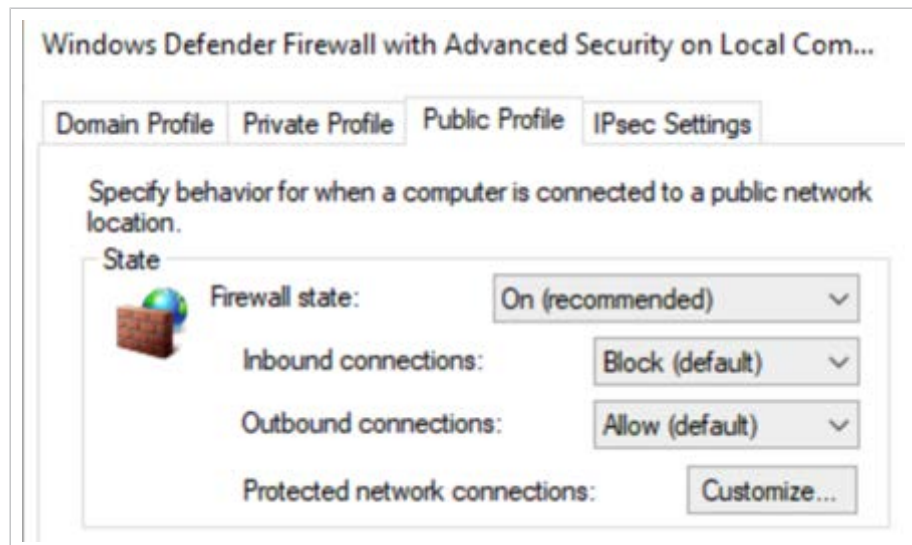 Windows Defender Firewall with Advanced Security on Local Com...
Domain Profile Private Profile Public Profile IPsec Settings
Specify behavior for when a computer is connected to a public network
location.
State
Firewall state: On (recommended)
Inbound connections: Block (default)
Outbound connections: Allow (default)
Protected network connections: Customize...